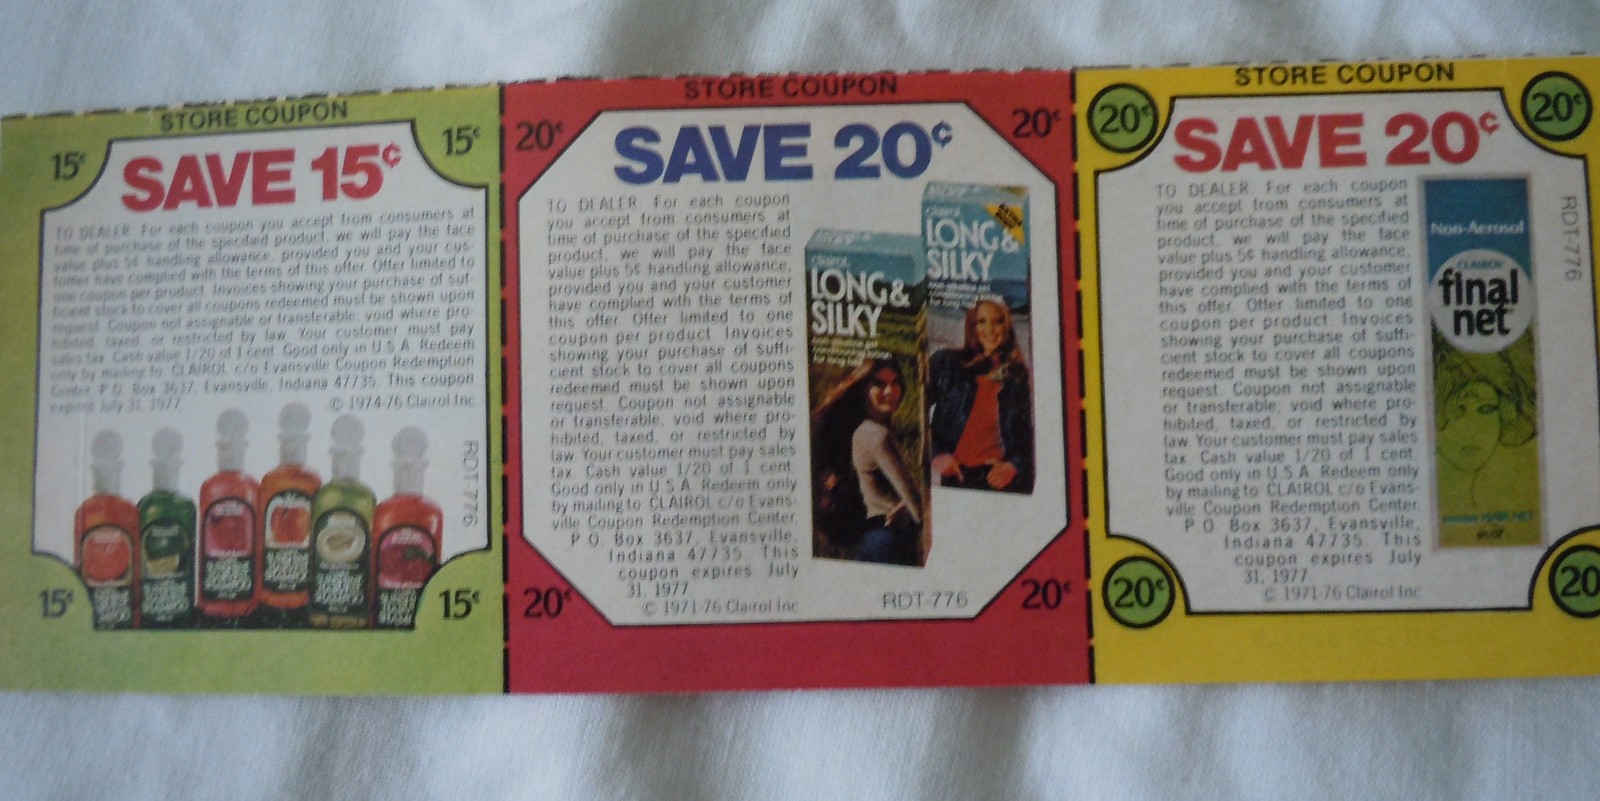 STORE COUPON
15¢
15¢
SAVE 15¢
TO DEALER. For each coupon you accept from consumers at
time of purchase of the specified product, we will pay the face
value plus 5¢ handling allowance, provided you and your cus-
tomer have complied with the terms of this offer. Offer limited to
one coupon per product. Invoices showing your purchase of suf-
ficient stock to cover all coupons redeemed must be shown upon
request. Coupon not assignable or transferable; void where pro-
hibited, taxed, or restricted by law. Your customer must pay
sales tax. Cash value 1/20 of 1 cent. Good only in U.S.A. Redeem
only by mailing to: CLAIROL c/o Evansville Coupon Redemption
Center, P.O. Box 3637, Evansville, Indiana 47735. This coupon
expires July 31, 1977
© 1974-76 Clairol Inc
RDT-776
15¢
15¢
STORE COUPON
20¢
20¢
SAVE 20¢
TO DEALER. For each coupon
you accept from consumers at
time of purchase of the specified
product, we will pay the face
value plus 5¢ handling allowance,
provided you and your customer
have complied with the terms of
this offer. Offer limited to one
coupon per product. Invoices
showing your purchase of suffi-
cient stock to cover all coupons
redeemed must be shown upon
request. Coupon not assignable
or transferable, void where pro-
hibited, taxed, or restricted by
law. Your customer must pay sales
tax. Cash value 1/20 of 1 cent.
Good only in U.S.A. Redeem only
by mailing to CLAIROL c/o Evans-
ville Coupon Redemption Center,
P.O. Box 3637, Evansville,
Indiana 47735. This
coupon expires July
31, 1977
© 1971-76 Clairol Inc
RDT-776
Clairol
LONG &
SILKY
Clairol
LONG &
SILKY
20¢
20¢
STORE COUPON
20¢
20¢
SAVE 20¢
TO DEALER. For each coupon
you accept from consumers at
time of purchase of the specified
product, we will pay the face
value plus 5¢ handling allowance,
provided you and your customer
have complied with the terms of
this offer. Offer limited to one
coupon per product. Invoices
showing your purchase of suffi-
cient stock to cover all coupons
redeemed must be shown upon
request. Coupon not assignable
or transferable, void where pro-
hibited, taxed, or restricted by
law. Your customer must pay sales
tax. Cash value 1/20 of 1 cent.
Good only in U.S.A. Redeem only
by mailing to CLAIROL c/o Evans-
ville Coupon Redemption Center,
P.O. Box 3637, Evansville,
Indiana 47735. This
coupon expires July
31, 1977
© 1971-76 Clairol Inc
RDT-776
Non-Aerosol
CLAIROL
final
net
20¢
20